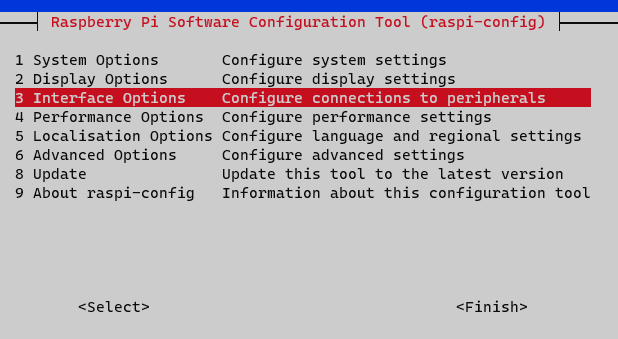 Raspberry Pi Software Configuration Tool (raspi-config)
1 System Options Configure system settings
2 Display Options Configure display settings
3 Interface Options Configure connections to peripherals
4 Performance Options Configure performance settings
5 Localisation Options Configure language and regional settings
6 Advanced Options Configure advanced settings
8 Update Update this tool to the latest version
9 About raspi-config Information about this configuration tool
<Select> <Finish>